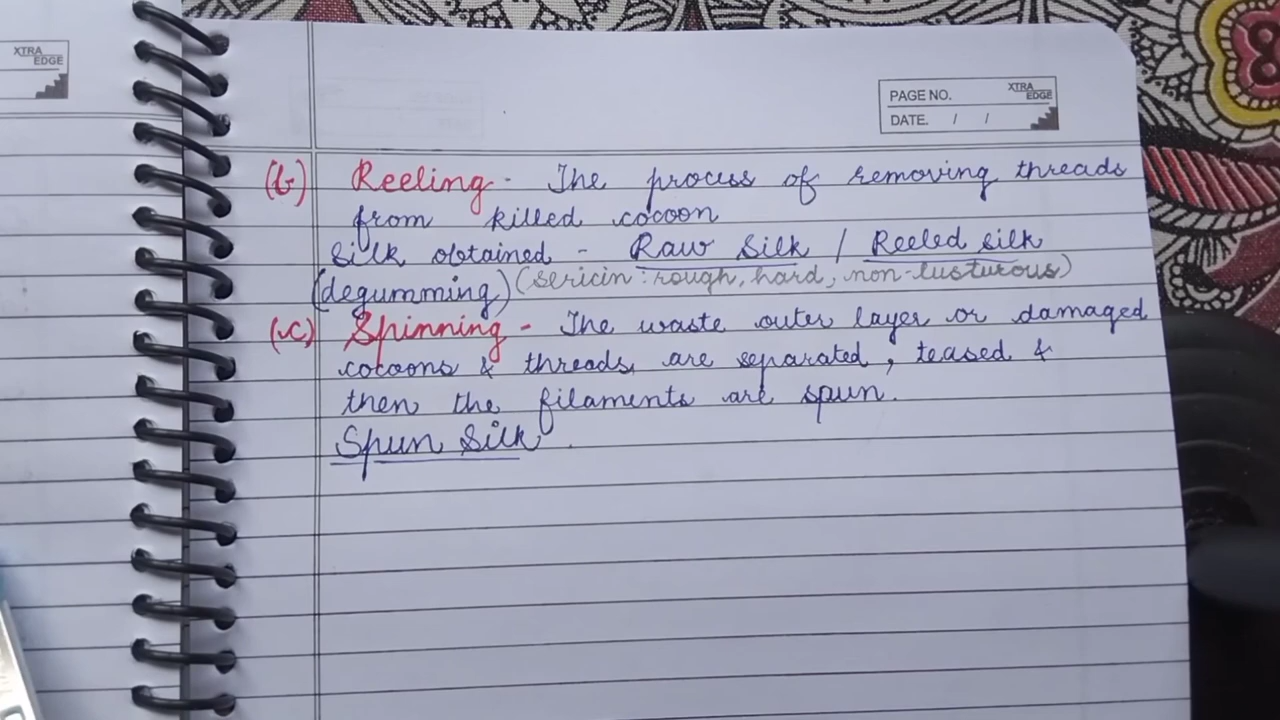 XTRA
EDGE
PAGE NO.
XTRA
EDGE
DATE. / /
(b) Reeling - The process of removing threads
from killed cocoon
silk obtained - Raw Silk / Reeled silk
(degumming) (sericin : rough, hard, non-lusturous)
(c) Spinning - The waste outer layer or damaged
cocoons & threads are separated, teased &
then the filaments are spun.
Spun Silk.